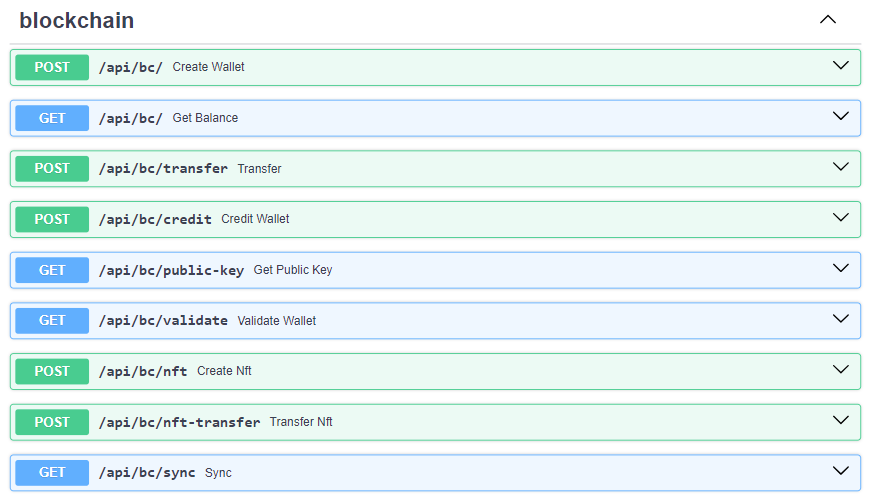 blockchain
POST /api/bc/ Create Wallet
GET /api/bc/ Get Balance
POST /api/bc/transfer Transfer
POST /api/bc/credit Credit Wallet
GET /api/bc/public-key Get Public Key
GET /api/bc/validate Validate Wallet
POST /api/bc/nft Create Nft
POST /api/bc/nft-transfer Transfer Nft
GET /api/bc/sync Sync